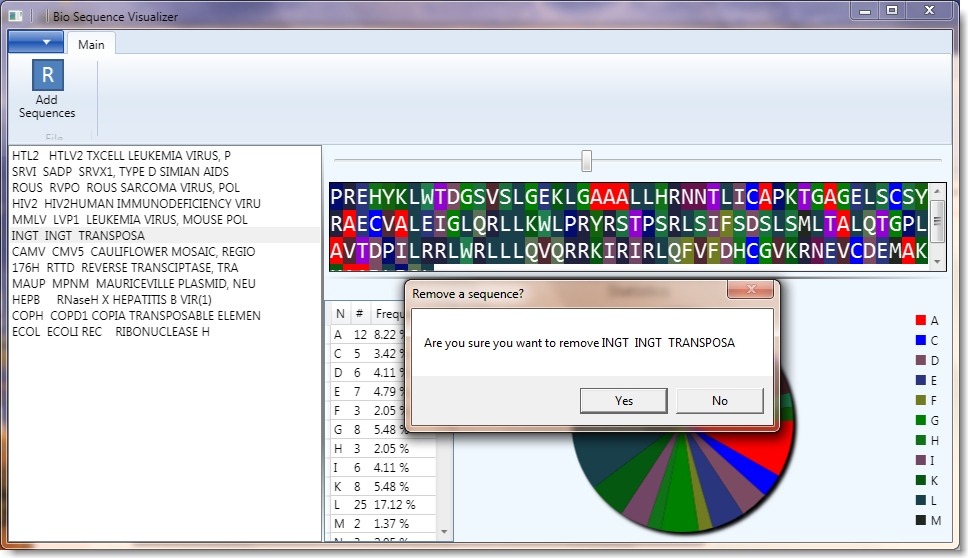 Bio Sequence Visualizer
Main
R
Add
Sequences
File
HTL2 HTLV2 TXCELL LEUKEMIA VIRUS, P
SRVI SADP SRVX1, TYPE D SIMIAN AIDS
ROUS RVPO ROUS SARCOMA VIRUS, POL
HIV2 HIV2HUMAN IMMUNODEFICIENCY VIRU
MMLV LVP1 LEUKEMIA VIRUS, MOUSE POL
INGT INGT TRANSPOSA
CAMV CMV5 CAULIFLOWER MOSAIC, REGIO
176H RTTD REVERSE TRANSCIPTASE, TRA
MAUP MPNM MAURICEVILLE PLASMID, NEU
HEPB RNaseH X HEPATITIS B VIR(1)
COPH COPD1 COPIA TRANSPOSABLE ELEMEN
ECOL ECOLI REC RIBONUCLEASE H
PREHYKLWTDGSVSLGEKLGAAALLHRNNTLICAPKTGAGELSCSY
RAECVALEIGLQRLLKWLPRYRSTPSRLSIFSDSLSMLTALQTGPL
AVTDPILRRLWRLLLQVQRRKIRIRLQFVFDHCGVKRNEVCDEMAK
Statistics
N # Frequ
A 12 8.22 %
C 5 3.42 %
D 6 4.11 %
E 7 4.79 %
F 3 2.05 %
G 8 5.48 %
H 3 2.05 %
I 6 4.11 %
K 8 5.48 %
L 25 17.12 %
M 2 1.37 %
N 3 2.05 %
Remove a sequence?
Are you sure you want to remove INGT INGT TRANSPOSA
Yes
No
A
C
D
E
F
G
H
I
K
L
M